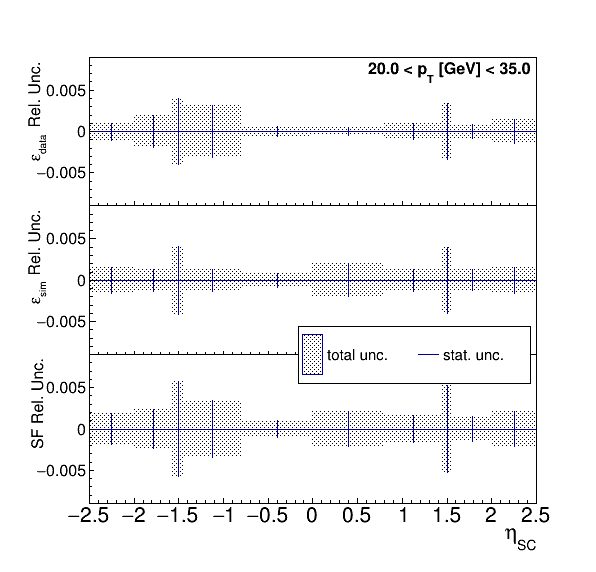 20.0 < p_T [GeV] < 35.0
ε_data Rel. Unc.
0.005
0
−0.005
ε_sim Rel. Unc.
0.005
0
−0.005
total unc.
stat. unc.
SF Rel. Unc.
0.005
0
−0.005
−2.5 −2 −1.5 −1 −0.5 0 0.5 1 1.5 2 2.5
η_SC